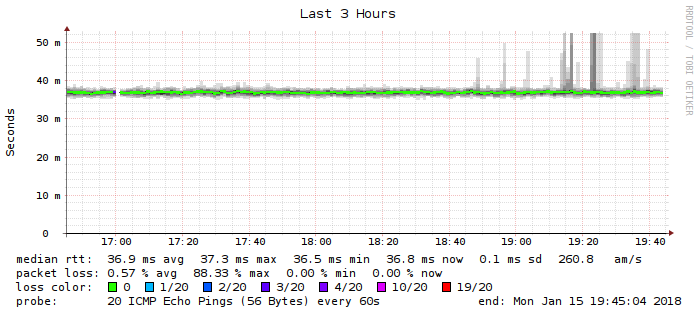 Last 3 Hours
RRDTOOL / TOBI OETIKER
Seconds
50 m
40 m
30 m
20 m
10 m
0
17:00 17:20 17:40 18:00 18:20 18:40 19:00 19:20 19:40
median rtt: 36.9 ms avg 37.3 ms max 36.5 ms min 36.8 ms now 0.1 ms sd 260.8 am/s
packet loss: 0.57 % avg 88.33 % max 0.00 % min 0.00 % now
loss color: 0 1/20 2/20 3/20 4/20 10/20 19/20
probe: 20 ICMP Echo Pings (56 Bytes) every 60s end: Mon Jan 15 19:45:04 2018